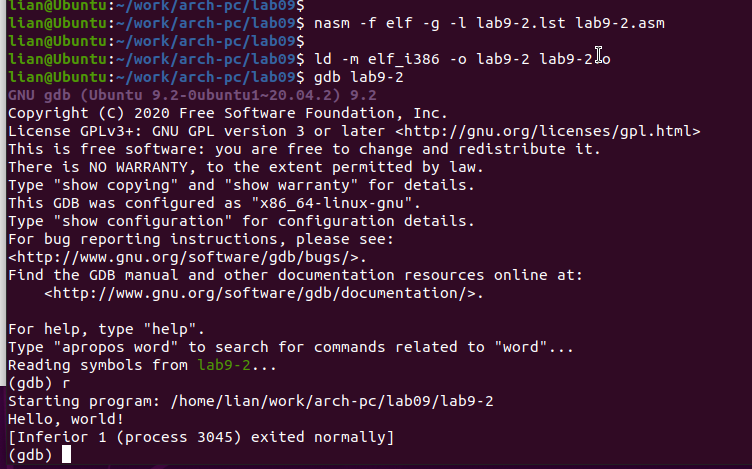 lian@Ubuntu:~/work/arch-pc/lab09$
lian@Ubuntu:~/work/arch-pc/lab09$ nasm -f elf -g -l lab9-2.lst lab9-2.asm
lian@Ubuntu:~/work/arch-pc/lab09$
lian@Ubuntu:~/work/arch-pc/lab09$ ld -m elf_i386 -o lab9-2 lab9-2.o
lian@Ubuntu:~/work/arch-pc/lab09$ gdb lab9-2
GNU gdb (Ubuntu 9.2-0ubuntu1~20.04.2) 9.2
Copyright (C) 2020 Free Software Foundation, Inc.
License GPLv3+: GNU GPL version 3 or later <http://gnu.org/licenses/gpl.html>
This is free software: you are free to change and redistribute it.
There is NO WARRANTY, to the extent permitted by law.
Type "show copying" and "show warranty" for details.
This GDB was configured as "x86_64-linux-gnu".
Type "show configuration" for configuration details.
For bug reporting instructions, please see:
<http://www.gnu.org/software/gdb/bugs/>.
Find the GDB manual and other documentation resources online at:
    <http://www.gnu.org/software/gdb/documentation/>.

For help, type "help".
Type "apropos word" to search for commands related to "word"...
Reading symbols from lab9-2...
(gdb) r
Starting program: /home/lian/work/arch-pc/lab09/lab9-2
Hello, world!
[Inferior 1 (process 3045) exited normally]
(gdb)